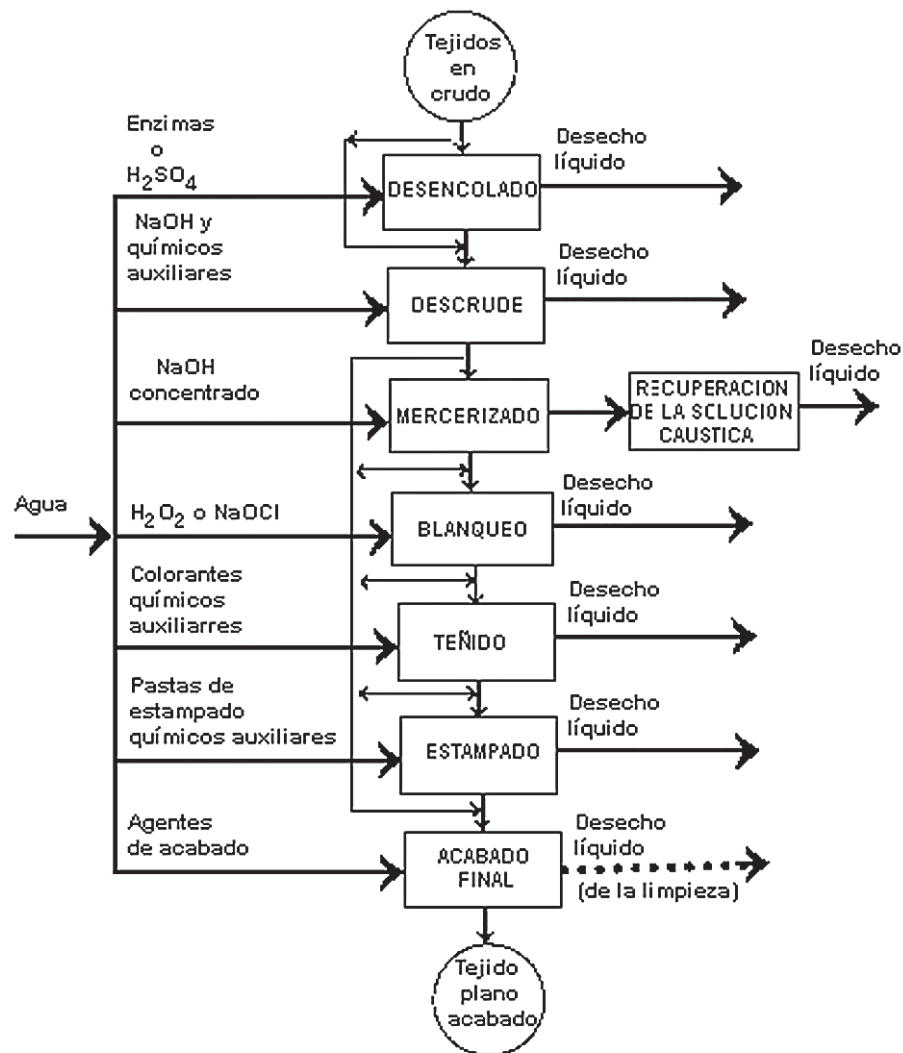 Tejidos
en
crudo
Enzimas
o
H₂SO₄
Desecho
líquido
DESENCOLADO
NaOH y
químicos
auxiliares
Desecho
líquido
DESCRUDE
NaOH
concentrado
MERCERIZADO
RECUPERACION
DE LA SOLUCION
CAUSTICA
Desecho
líquido
Agua
H₂O₂ o NaOCl
BLANQUEO
Desecho
líquido
Colorantes
químicos
auxiliarres
TEÑIDO
Desecho
líquido
Pastas de
estampado
químicos auxiliares
ESTAMPADO
Desecho
líquido
Agentes
de acabado
ACABADO
FINAL
Desecho
líquido
(de la limpieza)
Tejido
plano
acabado